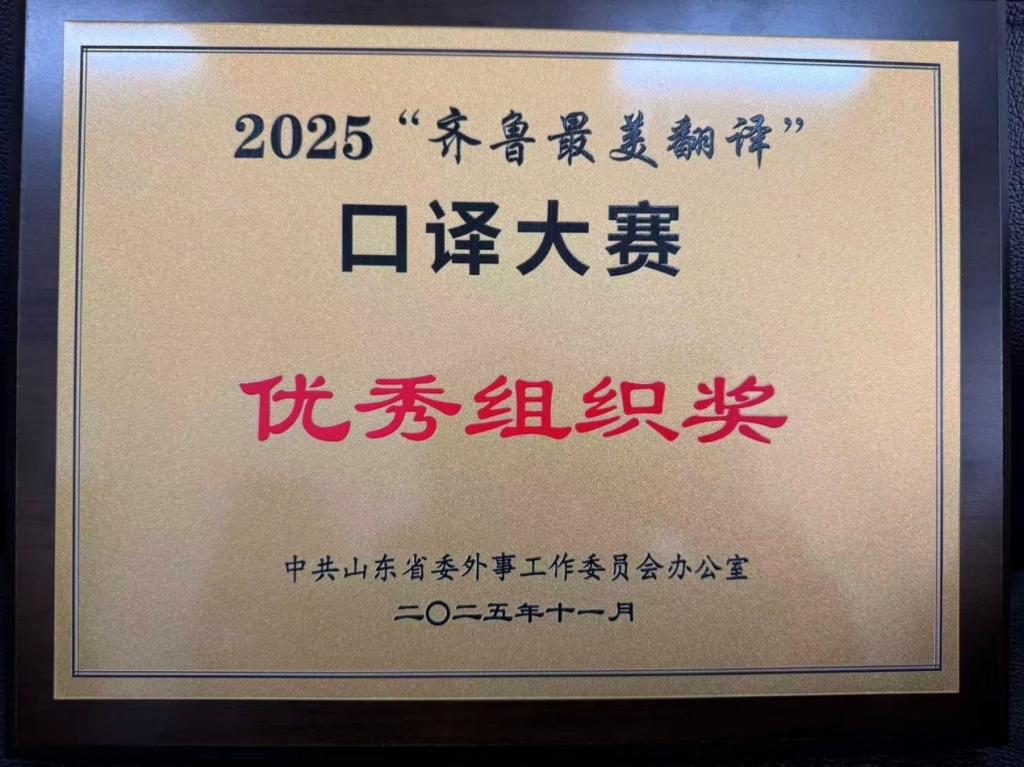 2025“齐鲁最美翻译”
口译大赛
优秀组织奖
中共山东省委外事工作委员会办公室
二〇二五年十一月